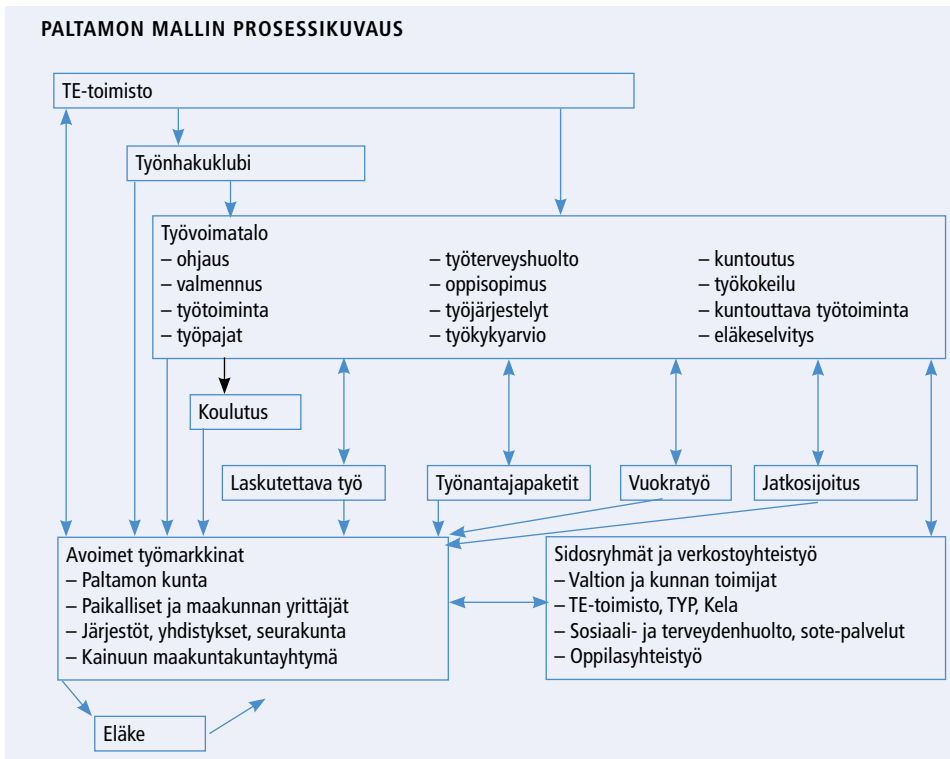 PALTAMON MALLIN PROSESSIKUVAUS
TE-toimisto
Työnhakuklubi
Työvoimatalo
– ohjaus
– valmennus
– työtoiminta
– työpajat
– työterveyshuolto
– oppisopimus
– työjärjestelyt
– työkykyarvio
– kuntoutus
– työkokeilu
– kuntouttava työtoiminta
– eläkeselvitys
Koulutus
Laskutettava työ
Työnantajapaketit
Vuokratyö
Jatkosijoitus
Avoimet työmarkkinat
– Paltamon kunta
– Paikalliset ja maakunnan yrittäjät
– Järjestöt, yhdistykset, seurakunta
– Kainuun maakuntakuntayhtymä
Sidosryhmät ja verkostoyhteistyö
– Valtion ja kunnan toimijat
– TE-toimisto, TYP, Kela
– Sosiaali- ja terveydenhuolto, sote-palvelut
– Oppilasyhteistyö
Eläke